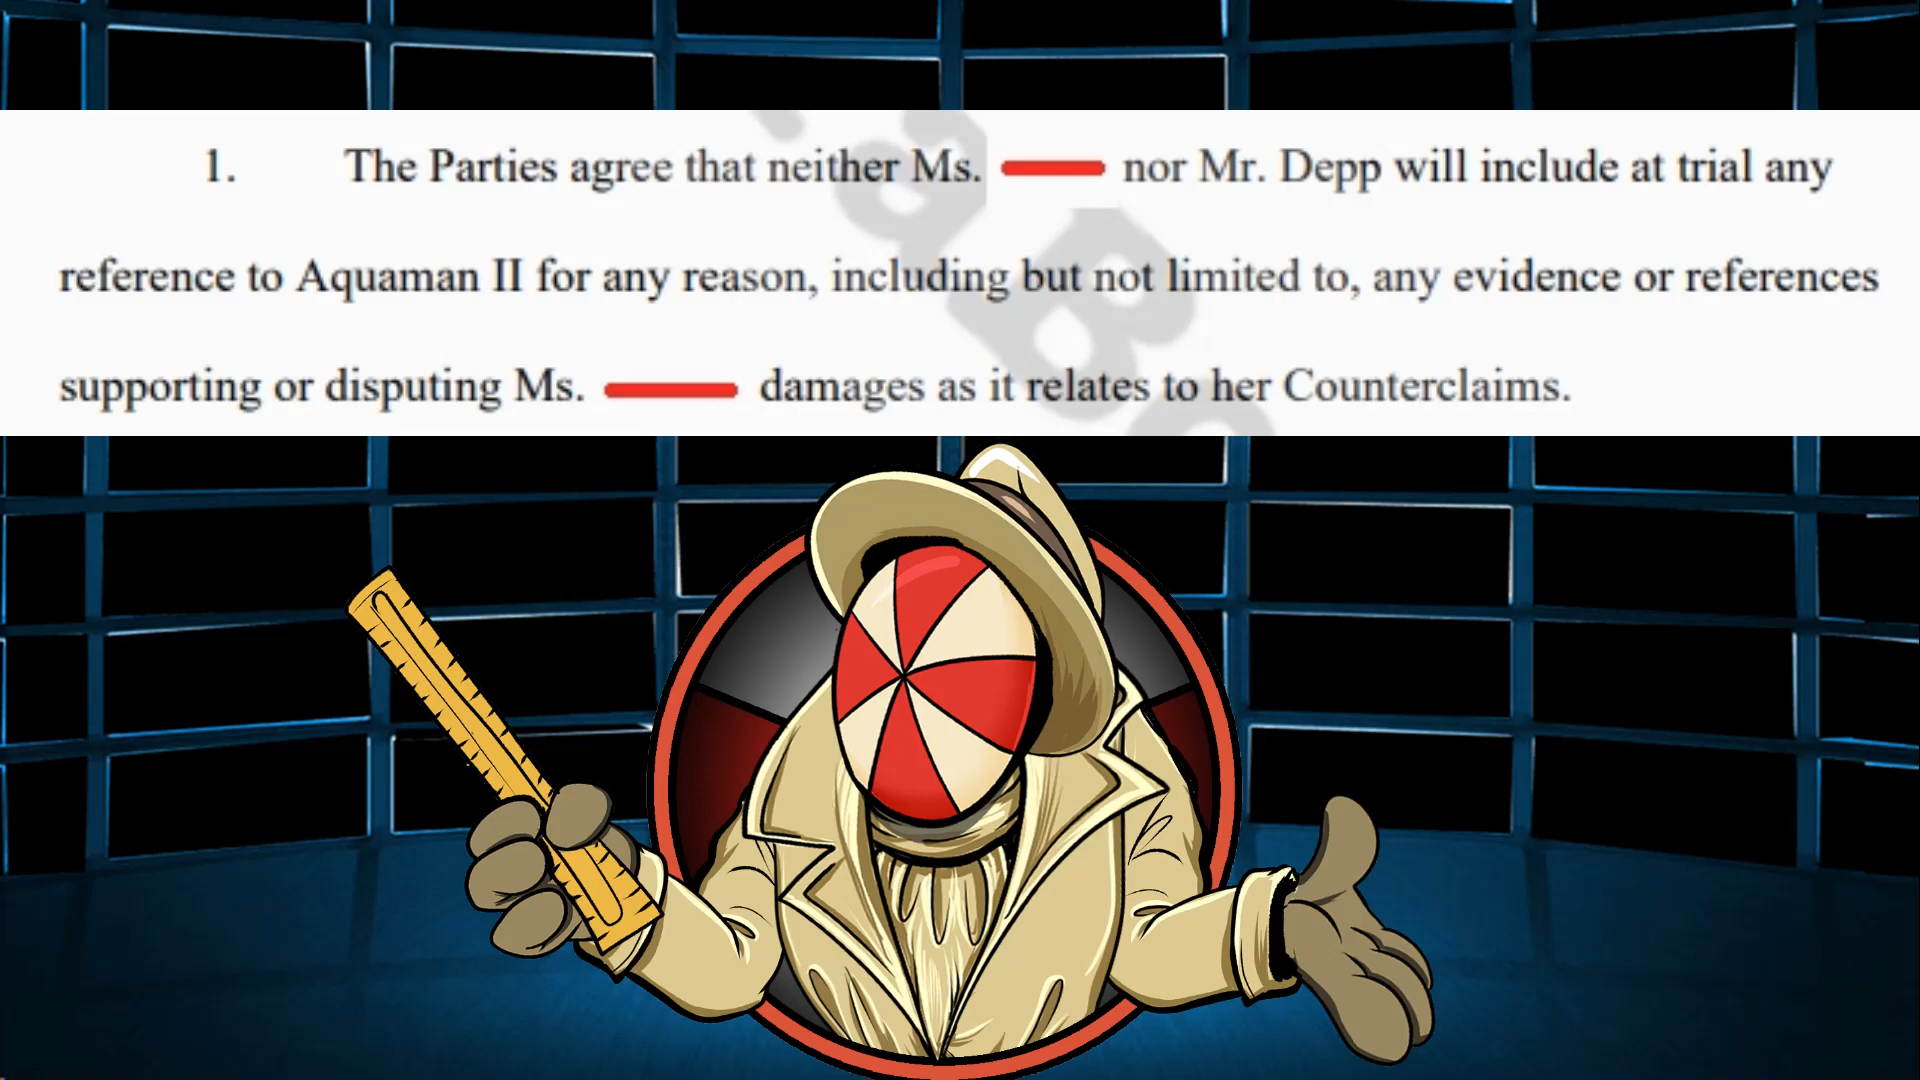 1. The Parties agree that neither Ms. nor Mr. Depp will include at trial any
reference to Aquaman II for any reason, including but not limited to, any evidence or references
supporting or disputing Ms. damages as it relates to her Counterclaims.